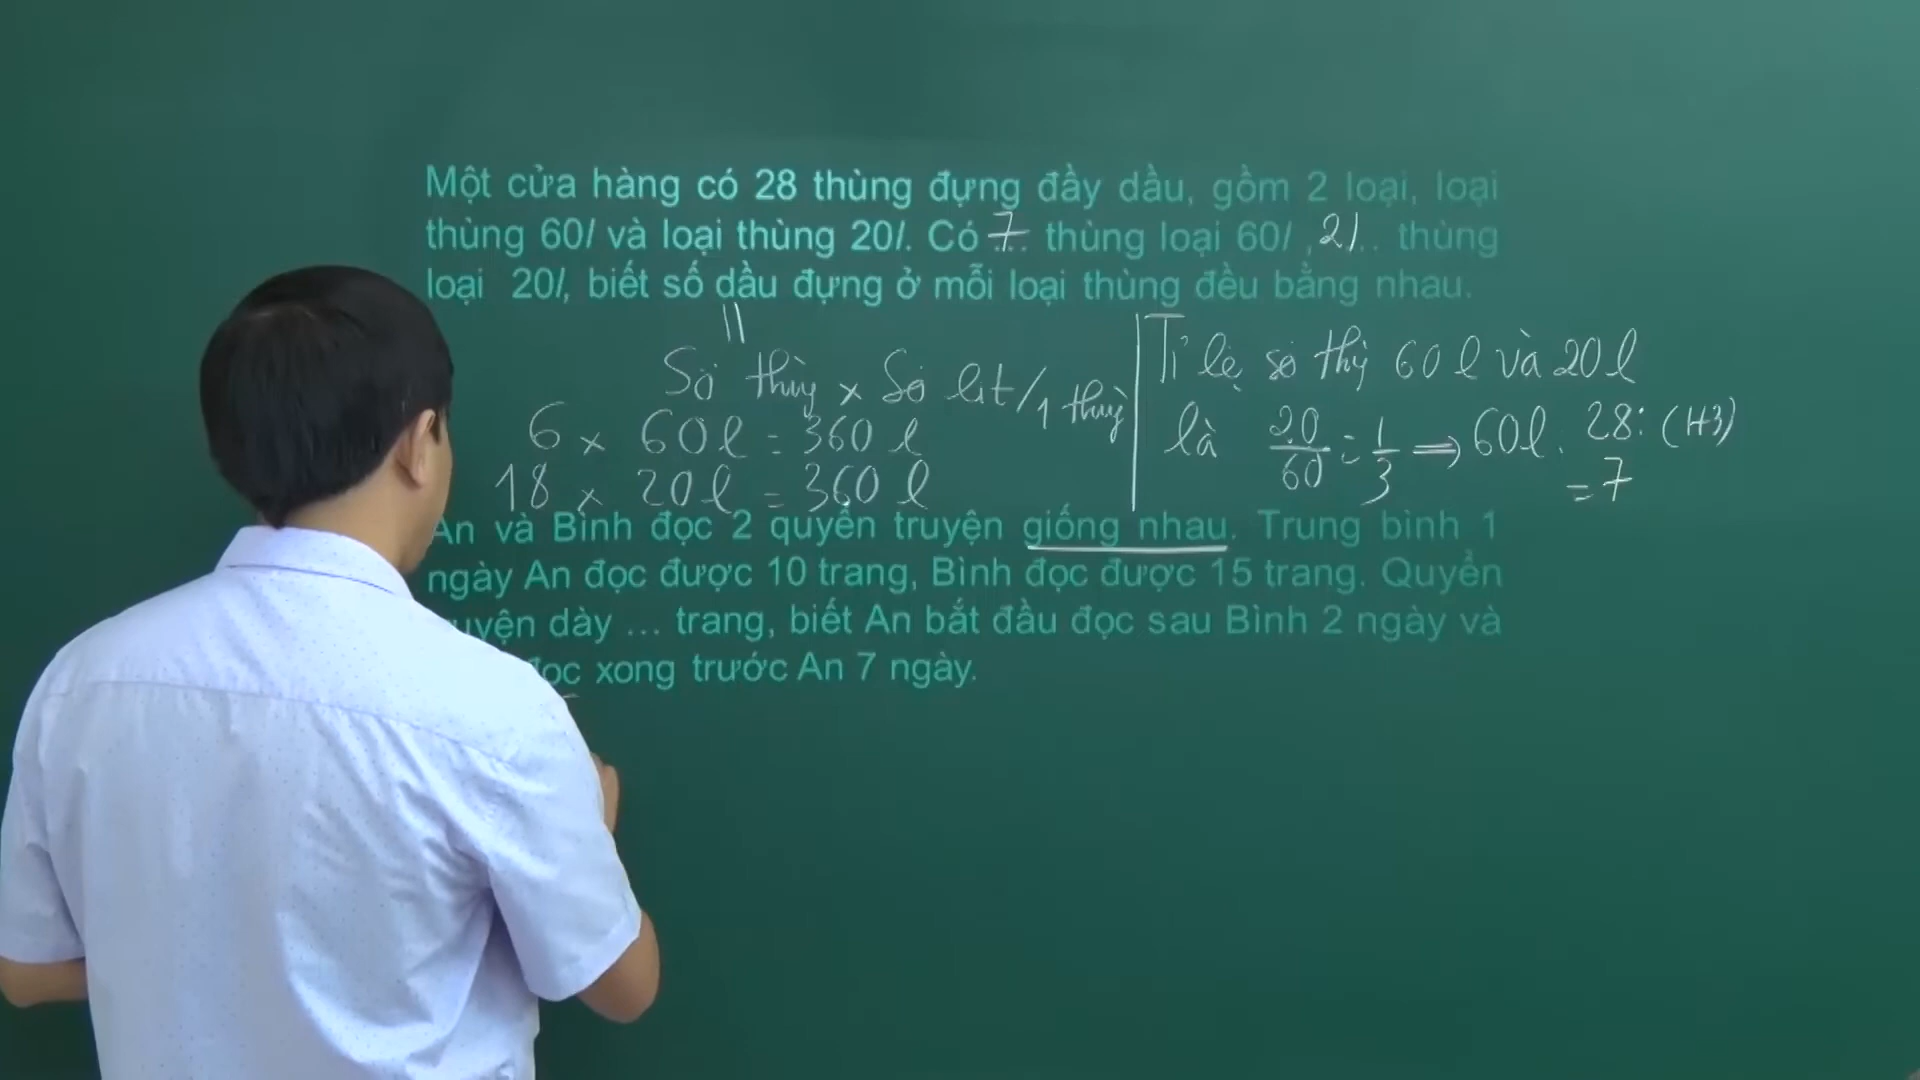 Một cửa hàng có 28 thùng đựng đầy dầu, gồm 2 loại, loại
thùng 60l và loại thùng 20l. Có 7 thùng loại 60l , 21 thùng
loại 20l, biết số dầu đựng ở mỗi loại thùng đều bằng nhau.
Số thùng × Số lít/1 thùng
6 × 60l = 360 l
18 × 20l = 360 l
Tỉ lệ số thg 60l và 20l
là 20/60 = 1/3 ⇒ 60l. 28: (1+3)
= 7
An và Bình đọc 2 quyển truyện giống nhau. Trung bình 1
ngày An đọc được 10 trang, Bình đọc được 15 trang. Quyển
dày ... trang, biết An bắt đầu đọc sau Bình 2 ngày và
đọc xong trước An 7 ngày.